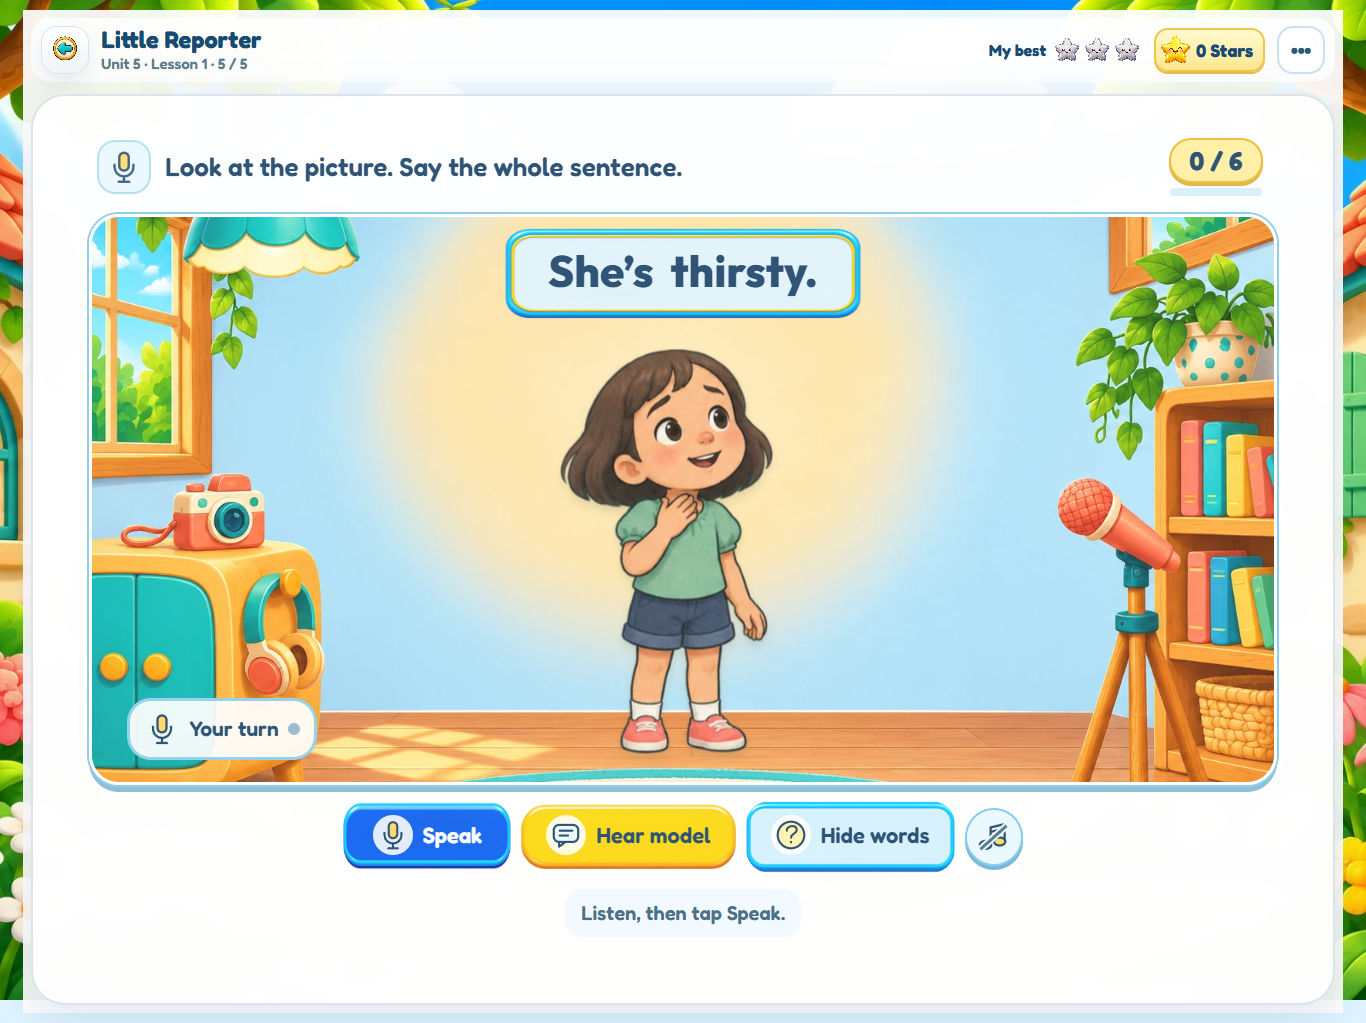 Little Reporter
Unit 5 · Lesson 1 · 5 / 5
My best
0 Stars
Look at the picture. Say the whole sentence.
0 / 6
She's thirsty.
Your turn
Speak
Hear model
Hide words
Listen, then tap Speak.